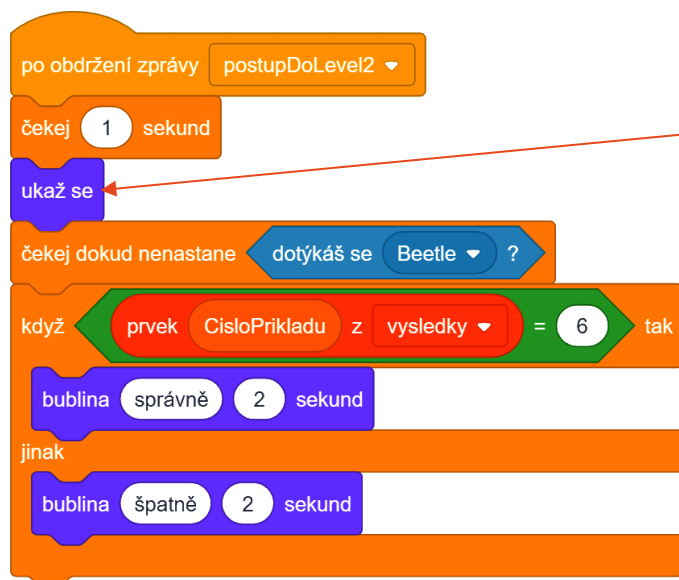 po obdržení zprávy postupDoLevel2
čekej 1 sekund
ukaž se
čekej dokud nenastane dotýkáš se Beetle ?
když prvek CisloPrikladu z vysledky = 6 tak
bublina správně 2 sekund
jinak
bublina špatně 2 sekund